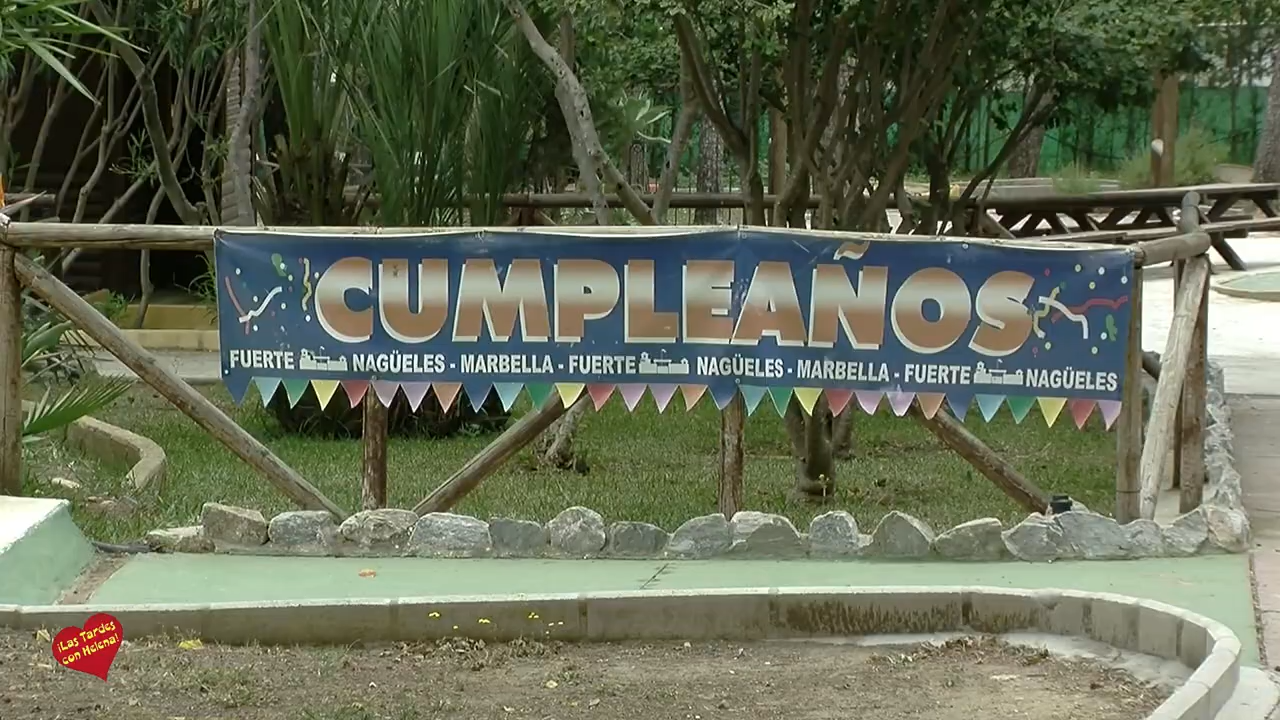 CUMPLEAÑOS
FUERTE NAGÜELES - MARBELLA - FUERTE NAGÜELES - MARBELLA - FUERTE NAGÜELES
¡Las Tardes
con Helena!